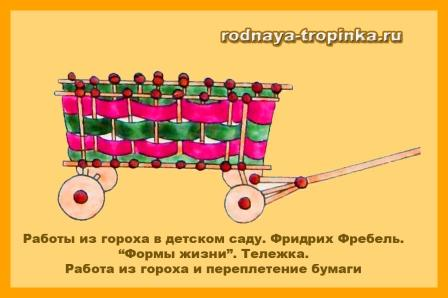 rodnaya-tropinka.ru
Работы из гороха в детском саду. Фридрих Фребель.
“Формы жизни”. Тележка.
Работа из гороха и переплетение бумаги